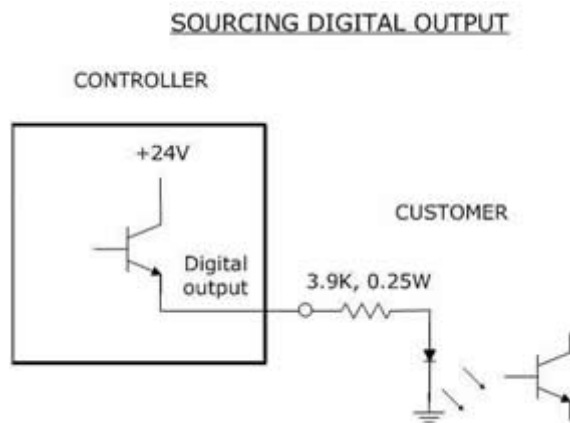 SOURCING DIGITAL OUTPUT
CONTROLLER
+24V
CUSTOMER
Digital
output
3.9K, 0.25W